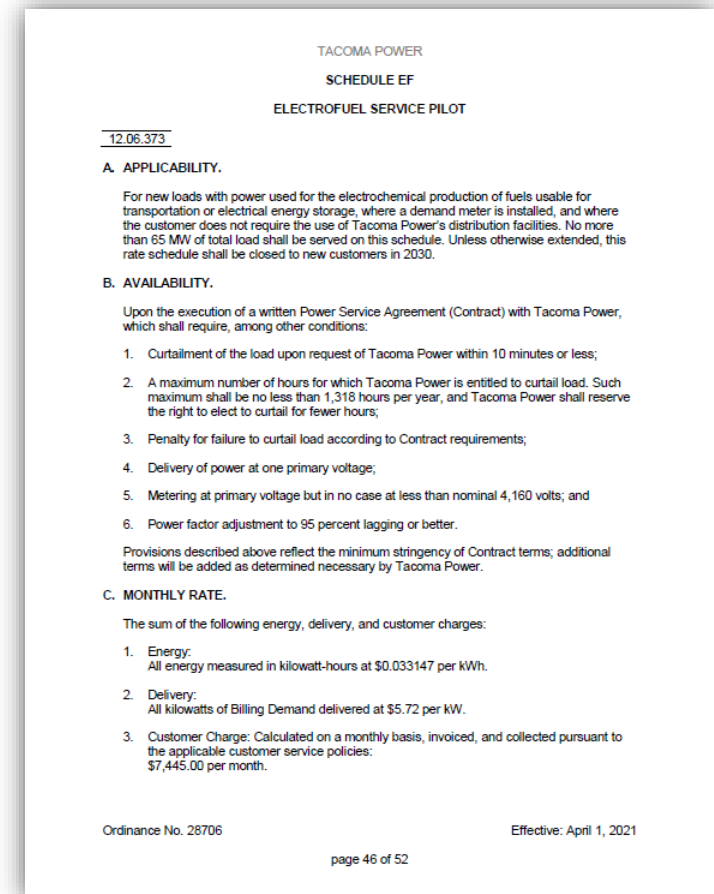 TACOMA POWER
SCHEDULE EF
ELECTROFUEL SERVICE PILOT
12.06.373
A. APPLICABILITY.
For new loads with power used for the electrochemical production of fuels usable for
transportation or electrical energy storage, where a demand meter is installed, and where
the customer does not require the use of Tacoma Power's distribution facilities. No more
than 65 MW of total load shall be served on this schedule. Unless otherwise extended, this
rate schedule shall be closed to new customers in 2030.
B. AVAILABILITY.
Upon the execution of a written Power Service Agreement (Contract) with Tacoma Power,
which shall require, among other conditions:
1. Curtailment of the load upon request of Tacoma Power within 10 minutes or less;
2. A maximum number of hours for which Tacoma Power is entitled to curtail load. Such
maximum shall be no less than 1,318 hours per year, and Tacoma Power shall reserve
the right to elect to curtail for fewer hours;
3. Penalty for failure to curtail load according to Contract requirements;
4. Delivery of power at one primary voltage;
5. Metering at primary voltage but in no case at less than nominal 4,160 volts; and
6. Power factor adjustment to 95 percent lagging or better.
Provisions described above reflect the minimum stringency of Contract terms; additional
terms will be added as determined necessary by Tacoma Power.
C. MONTHLY RATE.
The sum of the following energy, delivery, and customer charges:
1. Energy:
All energy measured in kilowatt-hours at $0.033147 per kWh.
2. Delivery:
All kilowatts of Billing Demand delivered at $5.72 per kW.
3. Customer Charge: Calculated on a monthly basis, invoiced, and collected pursuant to
the applicable customer service policies:
$7,445.00 per month.
Ordinance No. 28706 Effective: April 1, 2021
page 46 of 52